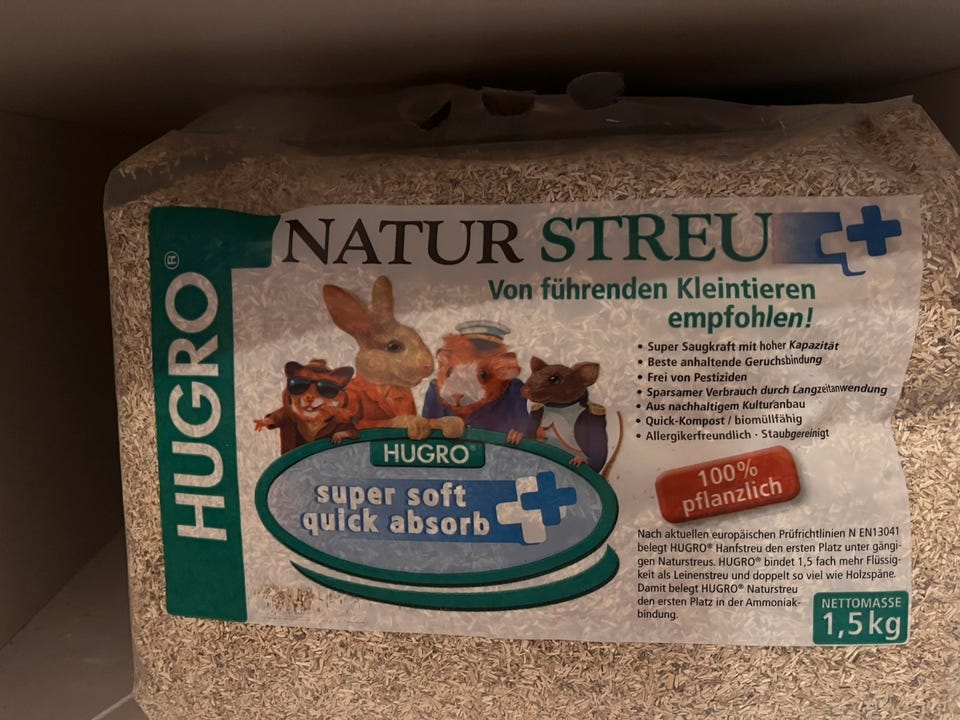 HUGRO®
NATUR STREU
Von führenden Kleintieren
empfohlen!
• Super Saugkraft mit hoher Kapazität
• Beste anhaltende Geruchsbindung
• Frei von Pestiziden
• Sparsamer Verbrauch durch Langzeitanwendung
• Aus nachhaltigem Kulturanbau
• Quick-Kompost / biomüllfähig
• Allergikerfreundlich · Staubgereinigt
HUGRO®
super soft
quick absorb
100%
pflanzlich
Nach aktuellen europäischen Prüfrichtlinien N EN13041
belegt HUGRO® Hanfstreu den ersten Platz unter gängi-
gen Naturstreus. HUGRO® bindet 1,5 fach mehr Flüssig-
keit als Leinenstreu und doppelt so viel wie Holzspäne.
Damit belegt HUGRO® Naturstreu
den ersten Platz in der Ammoniak-
bindung.
NETTOMASSE
1,5kg